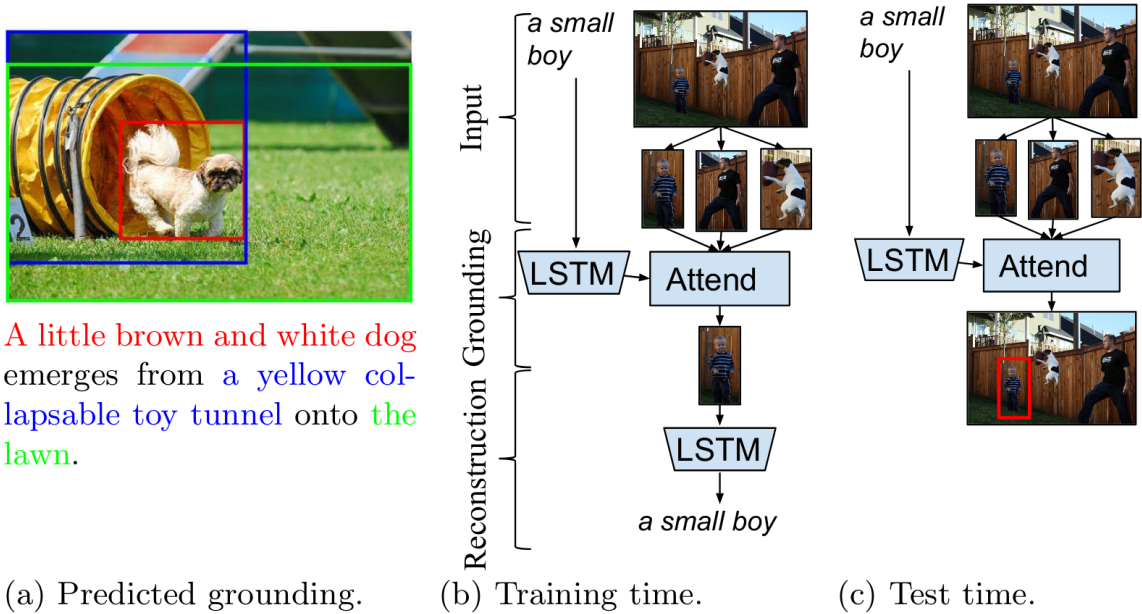 2
A little brown and white dog
emerges from a yellow col-
lapsable toy tunnel onto the
lawn.
(a) Predicted grounding.
Input
Grounding
Reconstruction
a small
boy
LSTM
Attend
LSTM
a small boy
(b) Training time.
a small
boy
LSTM
Attend
(c) Test time.